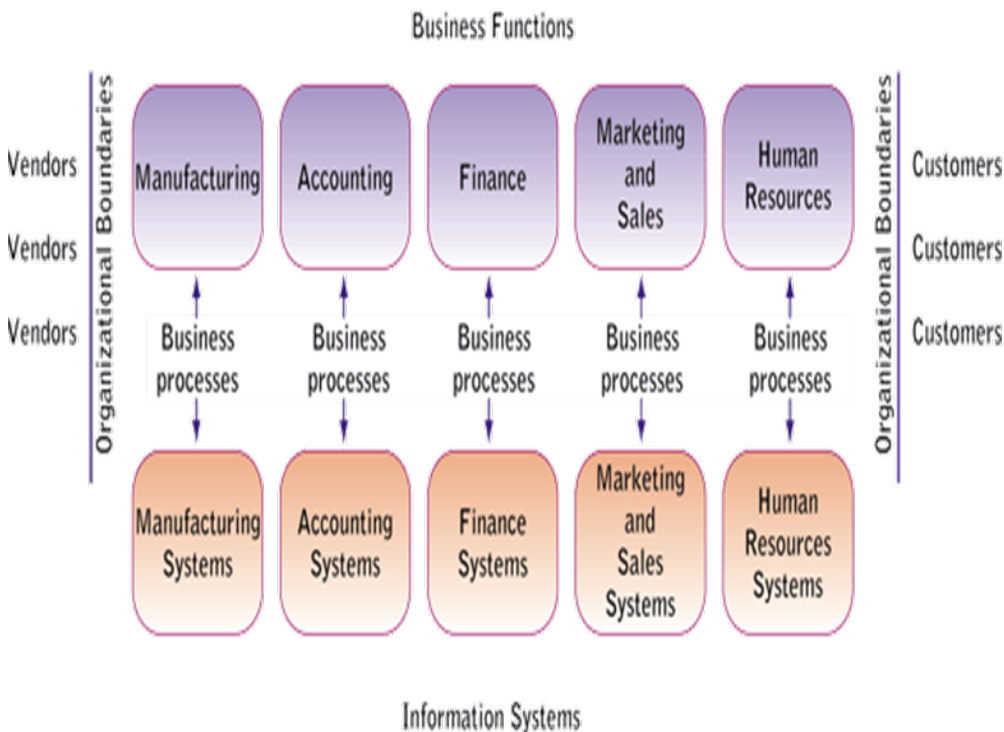 Business Functions
Organizational Boundaries
Vendors
Vendors
Vendors
Manufacturing
Accounting
Finance
Marketing
and
Sales
Human
Resources
Organizational Boundaries
Customers
Customers
Customers
Business
processes
Business
processes
Business
processes
Business
processes
Business
processes
Manufacturing
Systems
Accounting
Systems
Finance
Systems
Marketing
and
Sales
Systems
Human
Resources
Systems
Information Systems